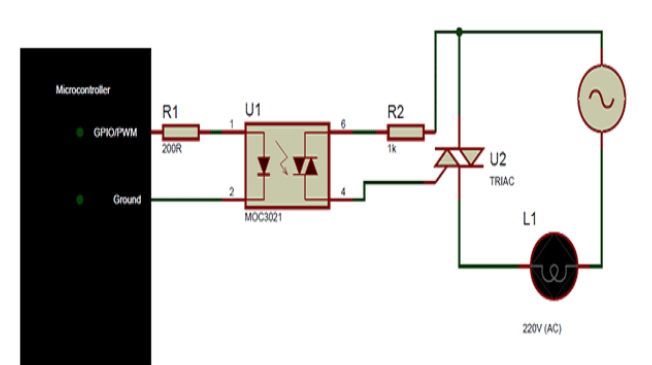 Microcontroller
GPIO/PWM
Ground
R1
200R
U1
1
2
6
4
MOC3021
R2
1k
U2
TRIAC
L1
220V (AC)